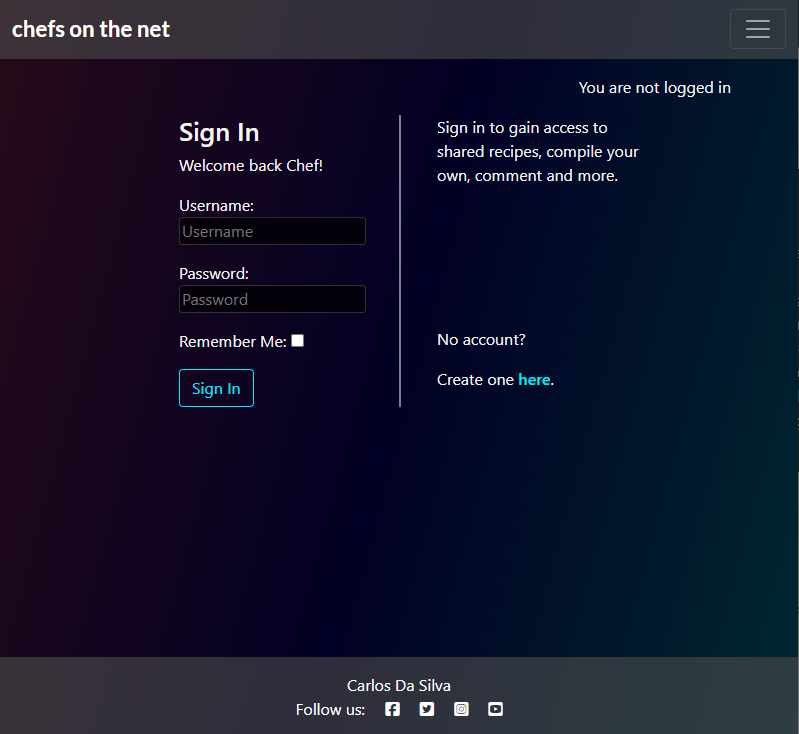 chefs on the net
You are not logged in
Sign In
Welcome back Chef!
Username:
Username
Password:
Password
Remember Me:
Sign In
Sign in to gain access to
shared recipes, compile your
own, comment and more.
No account?
Create one here.
Carlos Da Silva
Follow us: